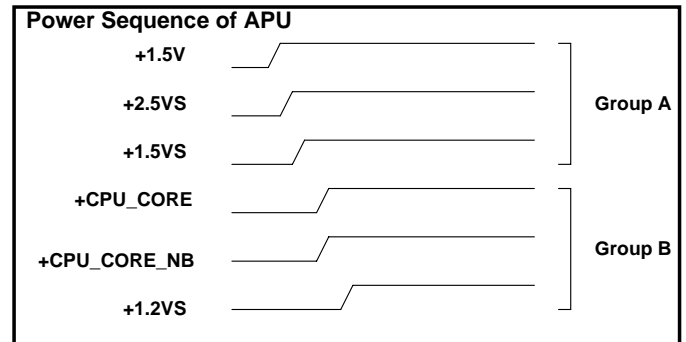 Power Sequence of APU
+1.5V
+2.5VS
Group A
+1.5VS
+CPU_CORE
+CPU_CORE_NB
Group B
+1.2VS